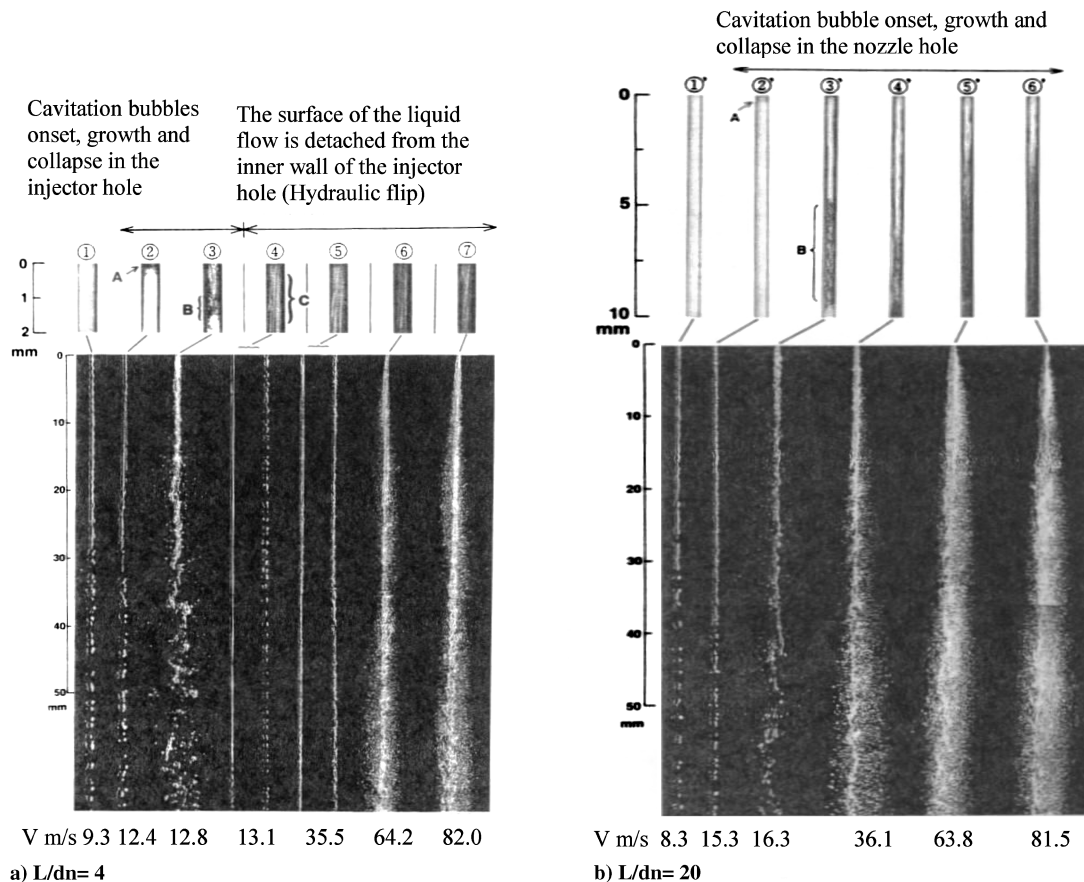 Cavitation bubbles
onset, growth and
collapse in the
injector hole
The surface of the liquid
flow is detached from the
inner wall of the injector
hole (Hydraulic flip)
① ② ③ ④ ⑤ ⑥ ⑦
0
1
2
mm
A
B
C
0
10
20
30
40
50
mm
V m/s 9.3 12.4 12.8 13.1 35.5 64.2 82.0
a) L/dn= 4
Cavitation bubble onset, growth and
collapse in the nozzle hole
①* ②* ③* ④* ⑤* ⑥*
0
5
10
mm
A
B
0
10
20
30
40
50
mm
V m/s 8.3 15.3 16.3 36.1 63.8 81.5
b) L/dn= 20